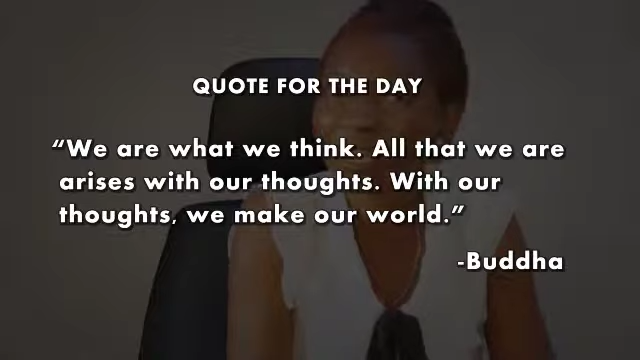 QUOTE FOR THE DAY
“We are what we think. All that we are
arises with our thoughts. With our
thoughts, we make our world.”
-Buddha